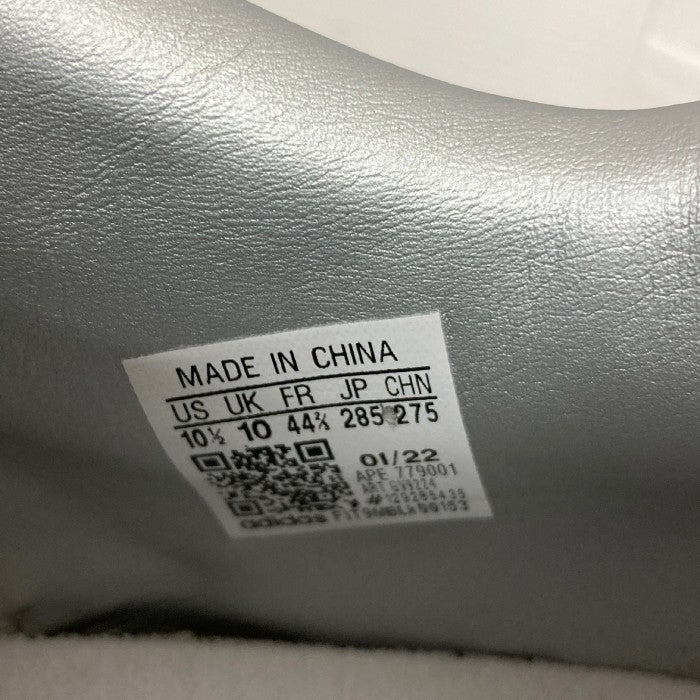 MADE IN CHINA
US UK FR JP CHN
10½ 10 44⅔ 285 275
01/22
APE 779001
ART
adidas